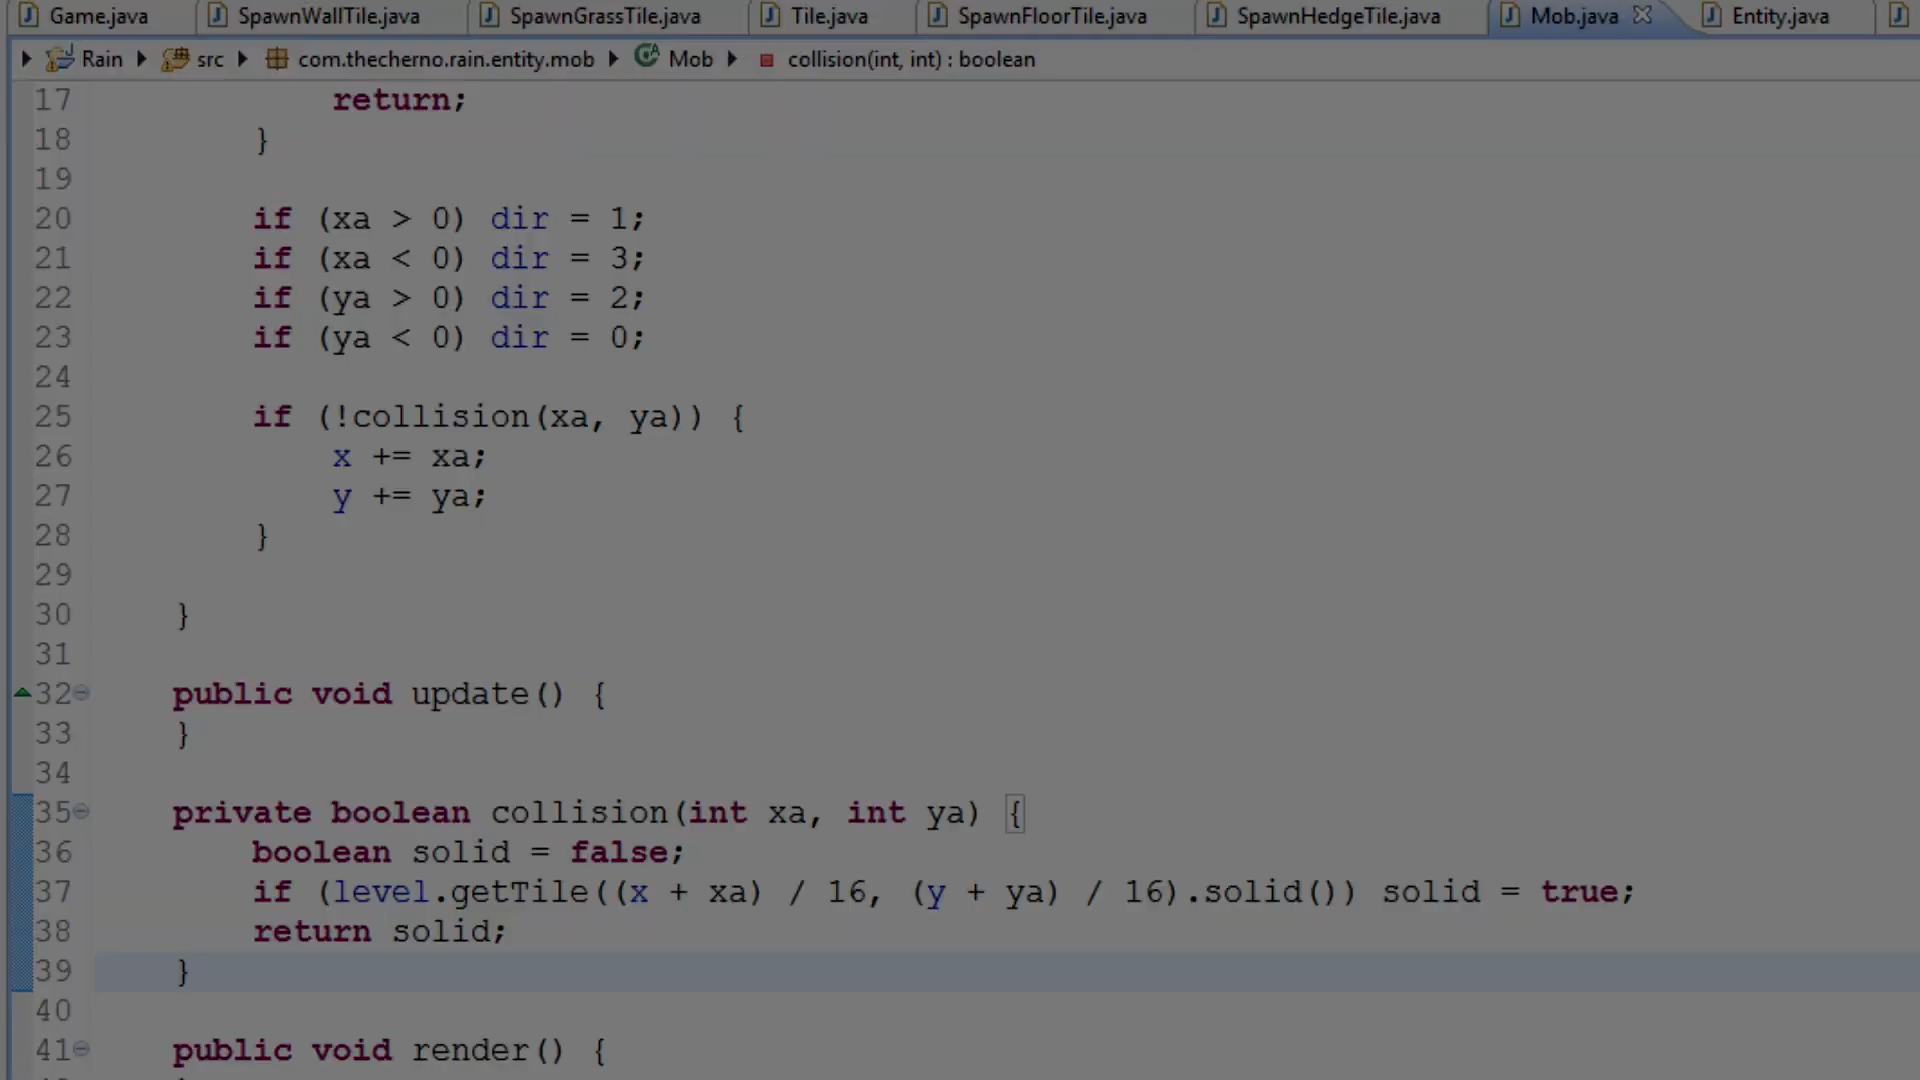 Game.java SpawnWallTile.java SpawnGrassTile.java Tile.java SpawnFloorTile.java SpawnHedgeTile.java Mob.java Entity.java
Rain src com.thecherno.rain.entity.mob Mob collision(int, int) : boolean
17 return;
18 }
19
20 if (xa > 0) dir = 1;
21 if (xa < 0) dir = 3;
22 if (ya > 0) dir = 2;
23 if (ya < 0) dir = 0;
24
25 if (!collision(xa, ya)) {
26 x += xa;
27 y += ya;
28 }
29
30 }
31
32 public void update() {
33 }
34
35 private boolean collision(int xa, int ya) {
36 boolean solid = false;
37 if (level.getTile((x + xa) / 16, (y + ya) / 16).solid()) solid = true;
38 return solid;
39 }
40
41 public void render() {